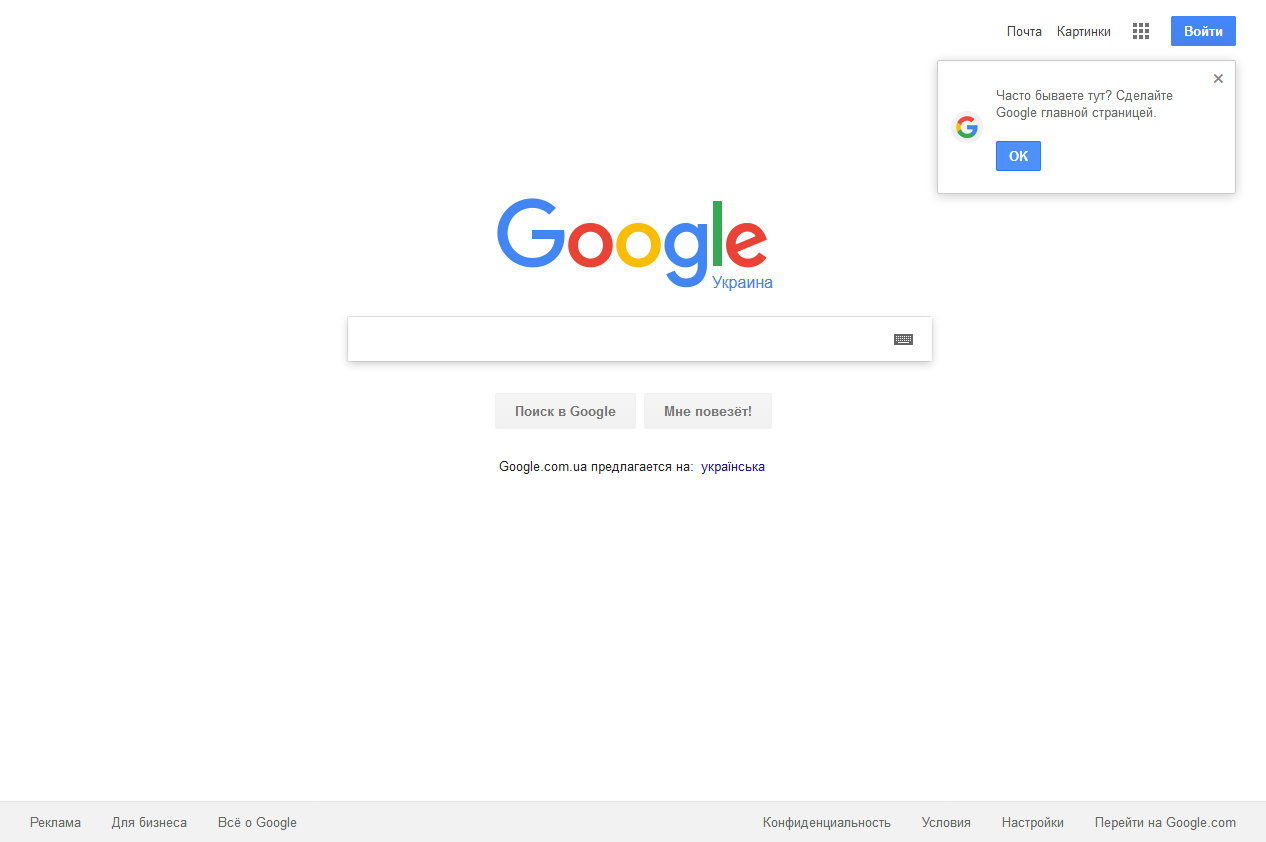 Почта Картинки Войти
Часто бываете тут? Сделайте
Google главной страницей.
OK
Google
Украина
Поиск в Google Мне повезёт!
Google.com.ua предлагается на: українська
Реклама Для бизнеса Всё о Google Конфиденциальность Условия Настройки Перейти на Google.com